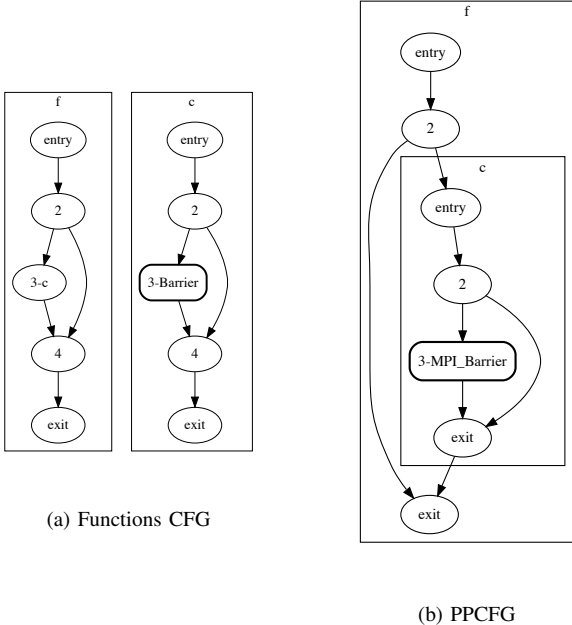 f
entry
2
3-c
4
exit
c
entry
2
3-Barrier
4
exit
(a) Functions CFG
f
entry
2
c
entry
2
3-MPI_Barrier
exit
exit
(b) PPCFG